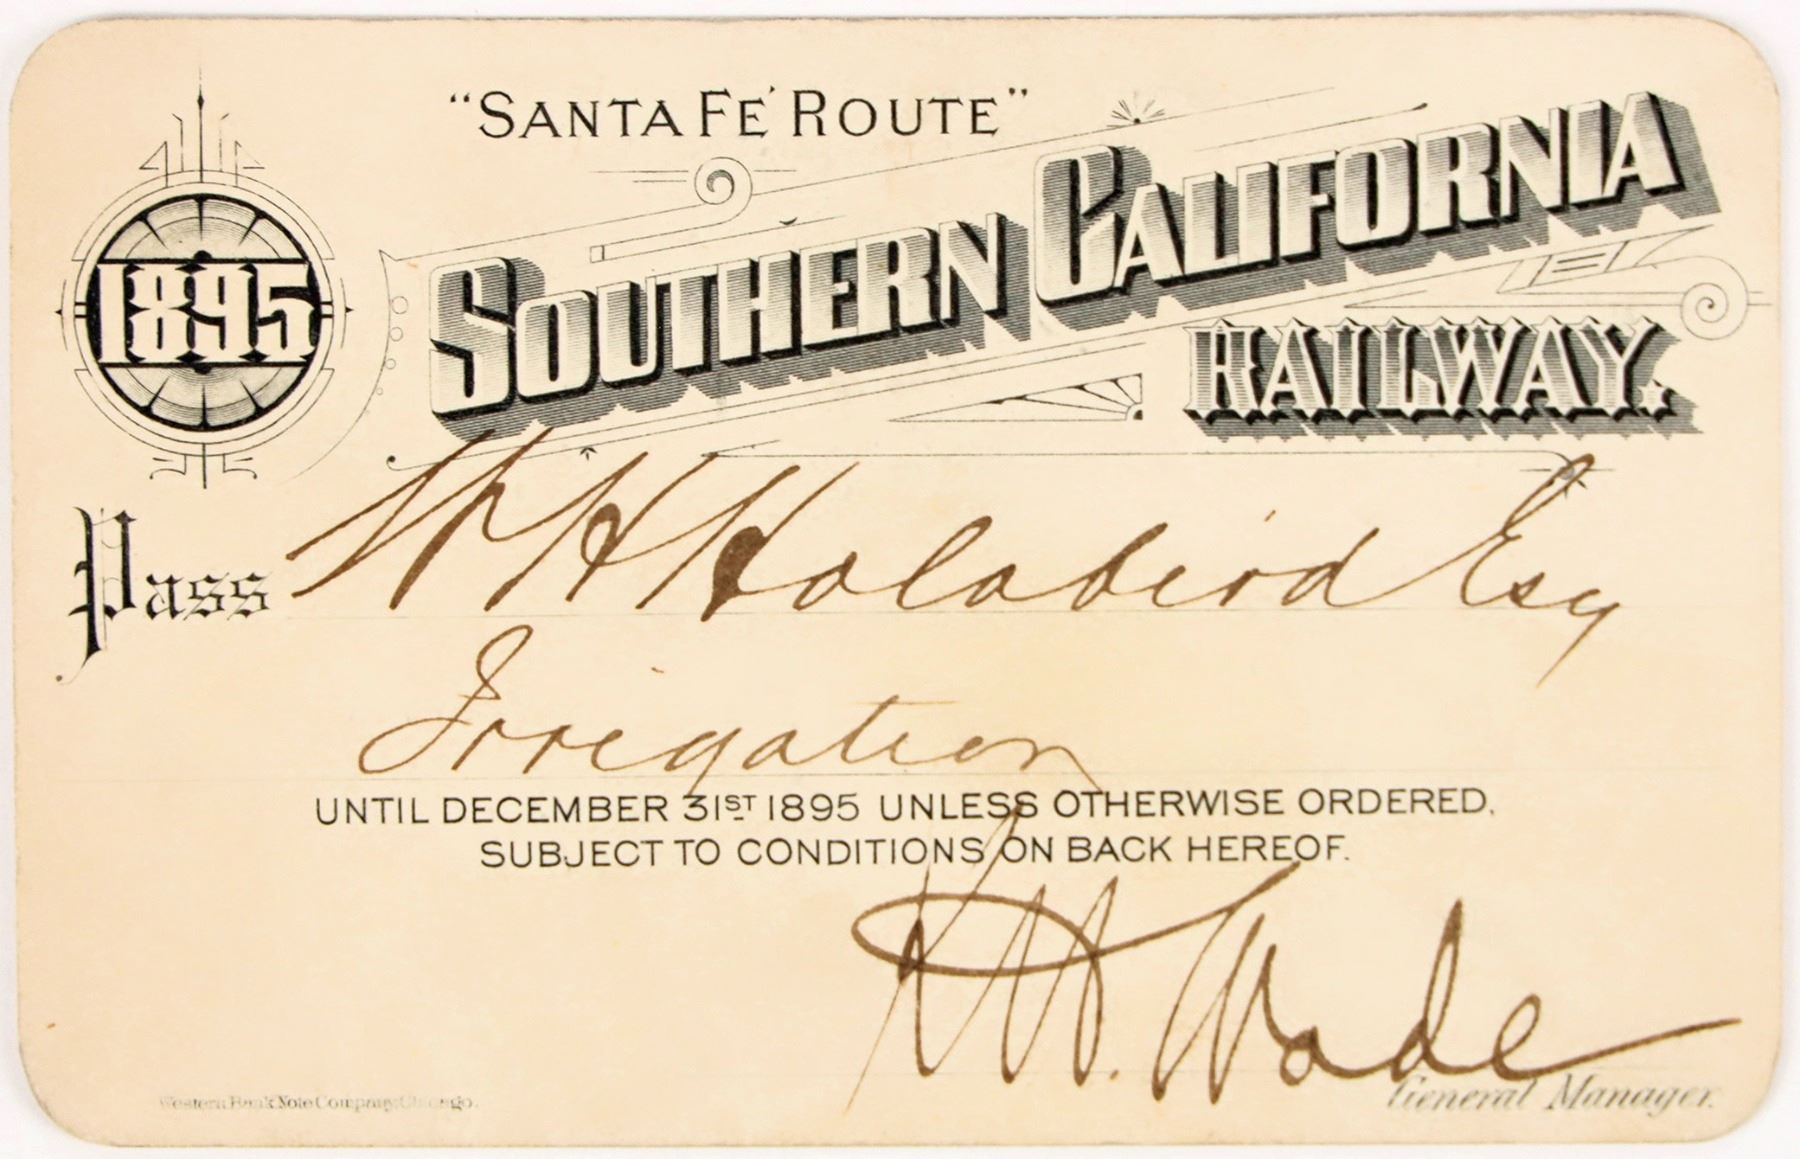 "SANTA FÉ ROUTE"
1895
SOUTHERN CALIFORNIA
RAILWAY.
Pass W H Holabird Esq
Irrigation
UNTIL DECEMBER 31ST 1895 UNLESS OTHERWISE ORDERED,
SUBJECT TO CONDITIONS ON BACK HEREOF.
K H. Wade
General Manager.
Western Bank Note Company, Chicago.